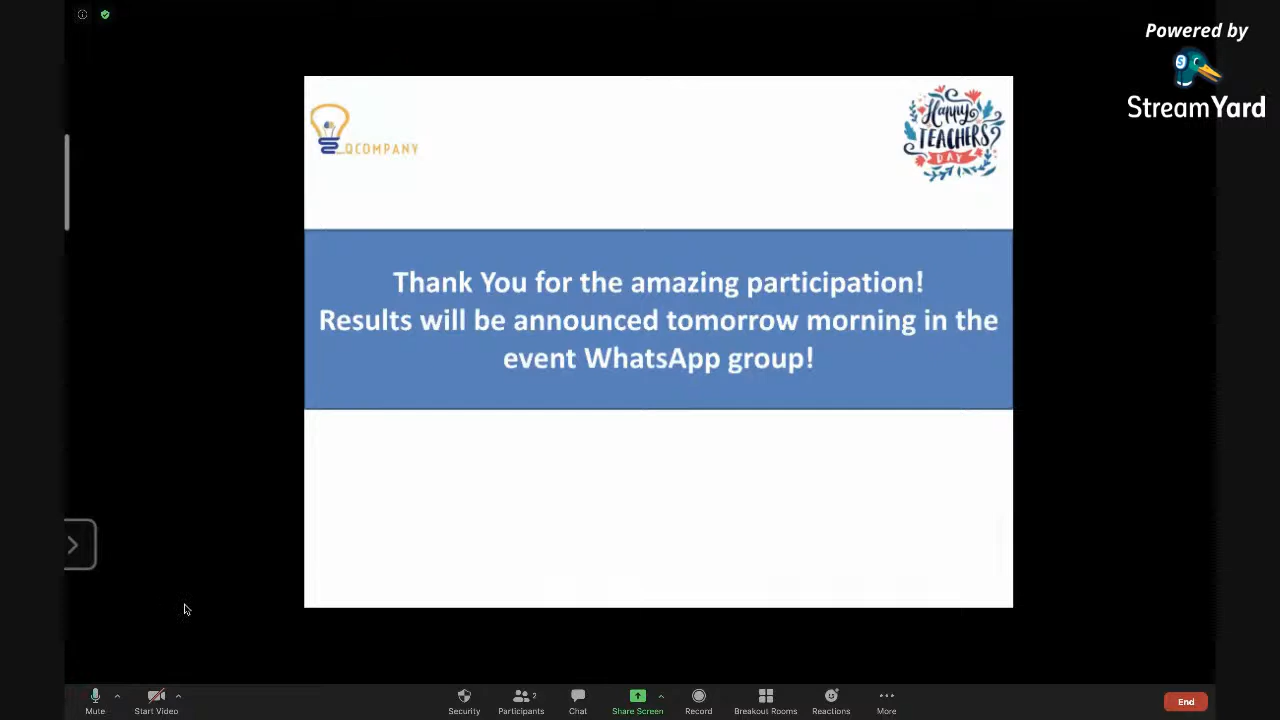 Powered by
StreamYard
QCOMPANY
Happy
TEACHERS'
DAY
Thank You for the amazing participation!
Results will be announced tomorrow morning in the
event WhatsApp group!
Mute
Start Video
Security
Participants
2
Chat
Share Screen
Record
Breakout Rooms
Reactions
More
End